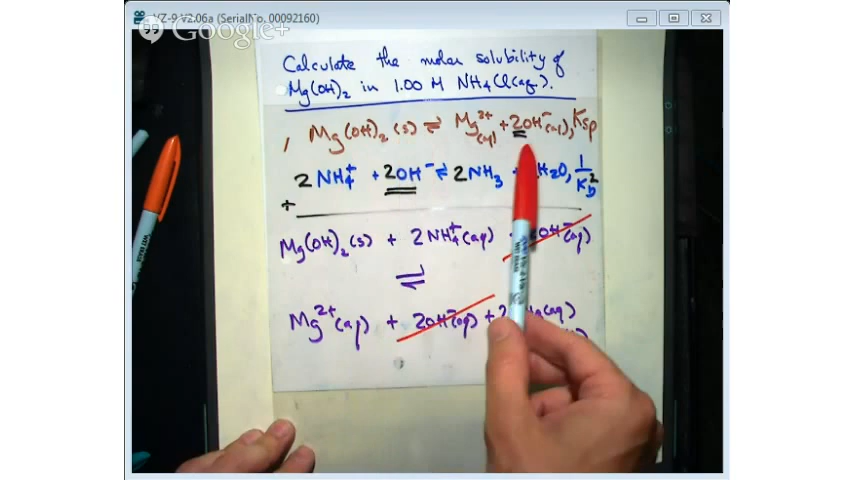 VZ-9 V2.06a (SerialNo. 00092160)
Google+
Calculate the molar solubility of
Mg(OH)₂ in 1.00 M NH₄Cl(aq).
Mg(OH)₂(s) ⇌ Mg²⁺(aq) + 2OH⁻(aq), Ksp
2NH₄⁺ + 2OH⁻ ⇌ 2NH₃ + H₂O, 1/Kb²
+
Mg(OH)₂(s) + 2NH₄⁺(aq) + 2OH⁻(aq)
⇌
Mg²⁺(aq) + 2OH⁻(aq) + 2 (aq)